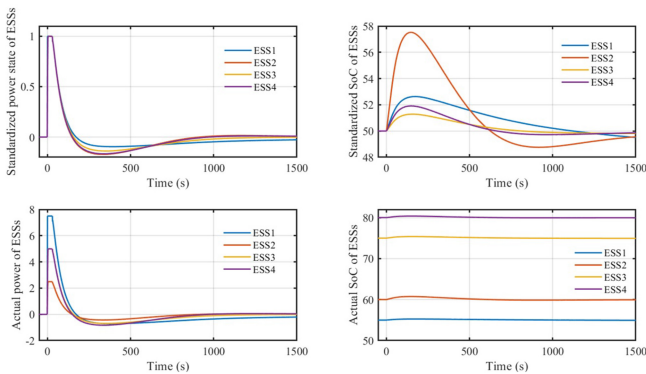 Standardized power state of ESSs
1
0.5
0
ESS1
ESS2
ESS3
ESS4
0 500 1000 1500
Time (s)
Standardized SoC of ESSs
58
56
54
52
50
48
ESS1
ESS2
ESS3
ESS4
0 500 1000 1500
Time (s)
Actual power of ESSs
8
6
4
2
0
-2
ESS1
ESS2
ESS3
ESS4
0 500 1000 1500
Time (s)
Actual SoC of ESSs
80
70
60
50
ESS1
ESS2
ESS3
ESS4
0 500 1000 1500
Time (s)